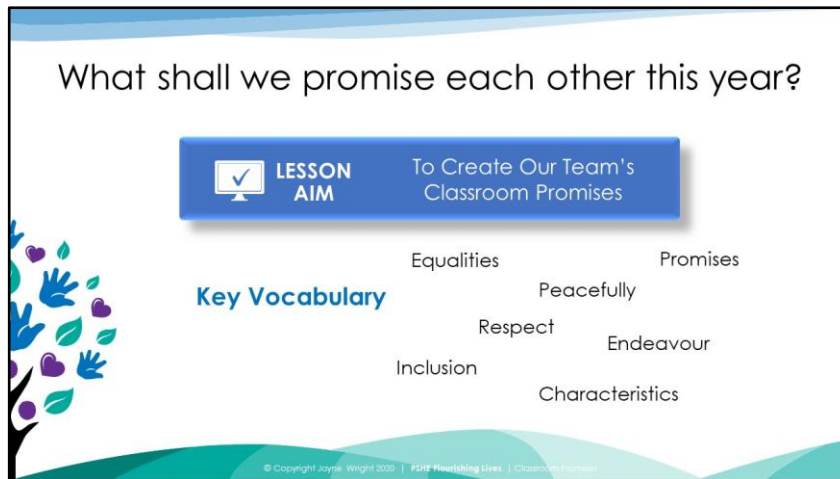 What shall we promise each other this year?
LESSON AIM
To Create Our Team's
Classroom Promises
Key Vocabulary
Equalities
Promises
Peacefully
Respect
Endeavour
Inclusion
Characteristics
© Copyright Jayne Wright 2020 | PSHE Flourishing Lives | Classroom Promises